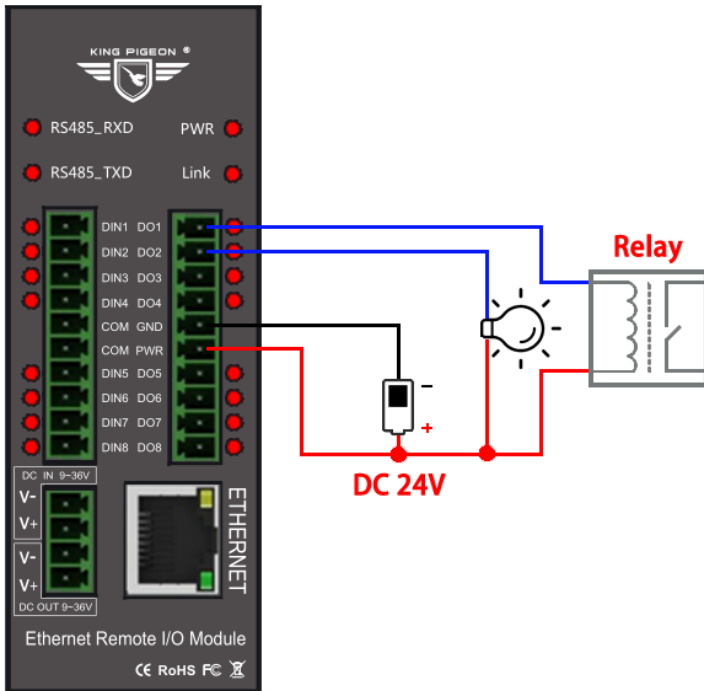 KING PIGEON ®
RS485_RXD PWR
RS485_TXD Link
DIN1 DO1
DIN2 DO2
DIN3 DO3
DIN4 DO4
COM GND
COM PWR
DIN5 DO5
DIN6 DO6
DIN7 DO7
DIN8 DO8
Relay
−
+
DC 24V
DC IN 9-36V
V-
V+
V-
V+
DC OUT 9-36V
ETHERNET
Ethernet Remote I/O Module
CE RoHS FC